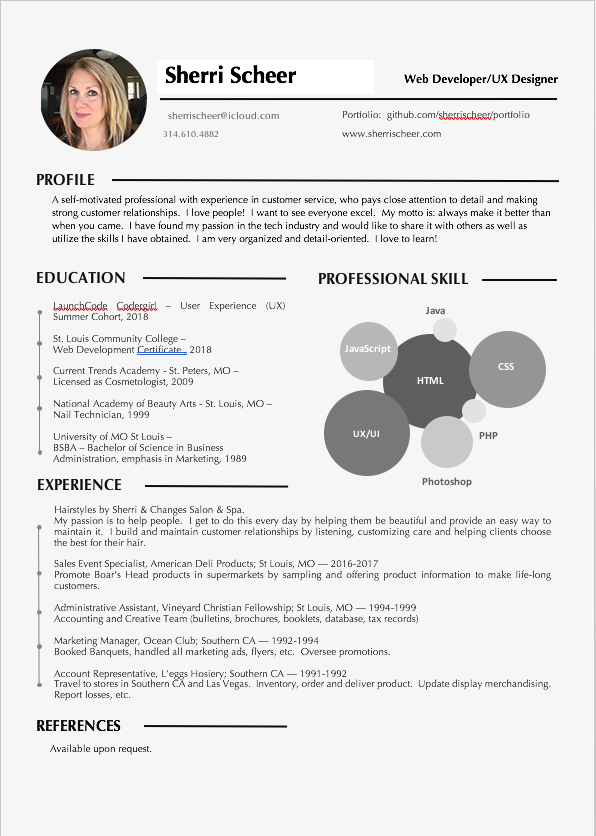 Sherri Scheer
Web Developer/UX Designer
sherrischeer@icloud.com
Portfolio: github.com/sherrischeer/portfolio
314.610.4882
www.sherrischeer.com
PROFILE
A self-motivated professional with experience in customer service, who pays close attention to detail and making
strong customer relationships. I love people! I want to see everyone excel. My motto is: always make it better than
when you came. I have found my passion in the tech industry and would like to share it with others as well as
utilize the skills I have obtained. I am very organized and detail-oriented. I love to learn!
EDUCATION
LaunchCode Codergirl – User Experience (UX)
Summer Cohort, 2018
St. Louis Community College –
Web Development Certificate, 2018
Current Trends Academy - St. Peters, MO –
Licensed as Cosmetologist, 2009
National Academy of Beauty Arts - St. Louis, MO –
Nail Technician, 1999
University of MO St Louis –
BSBA – Bachelor of Science in Business
Administration, emphasis in Marketing, 1989
PROFESSIONAL SKILL
Java
JavaScript
CSS
HTML
UX/UI
PHP
Photoshop
EXPERIENCE
Hairstyles by Sherri & Changes Salon & Spa.
My passion is to help people. I get to do this every day by helping them be beautiful and provide an easy way to
maintain it. I build and maintain customer relationships by listening, customizing care and helping clients choose
the best for their hair.
Sales Event Specialist, American Deli Products; St Louis, MO — 2016-2017
Promote Boar's Head products in supermarkets by sampling and offering product information to make life-long
customers.
Administrative Assistant, Vineyard Christian Fellowship; St Louis, MO — 1994-1999
Accounting and Creative Team (bulletins, brochures, booklets, database, tax records)
Marketing Manager, Ocean Club; Southern CA — 1992-1994
Booked Banquets, handled all marketing ads, flyers, etc. Oversee promotions.
Account Representative, L'eggs Hosiery; Southern CA — 1991-1992
Travel to stores in Southern CA and Las Vegas. Inventory, order and deliver product. Update display merchandising.
Report losses, etc.
REFERENCES
Available upon request.